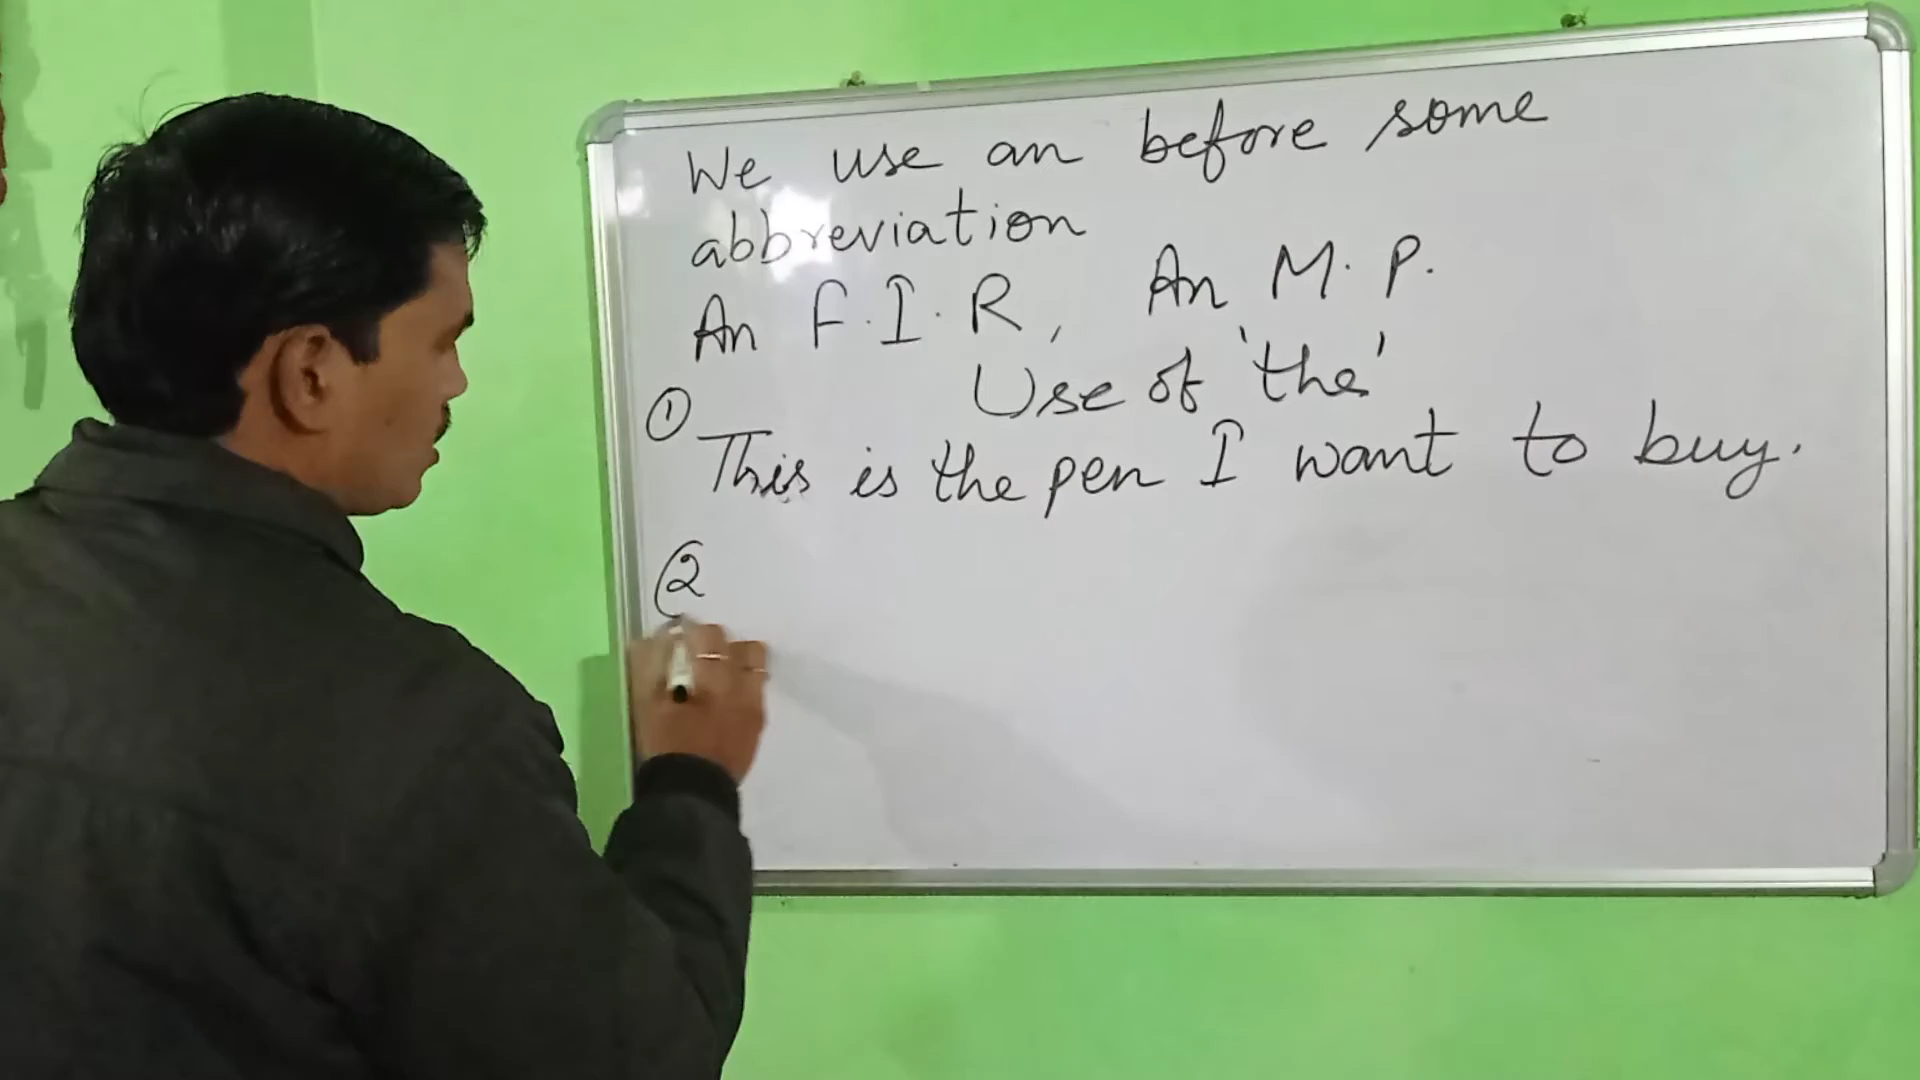 We use an before some
abbreviation
An F.I.R, An M.P.
Use of 'the'
① This is the pen I want to buy.
②